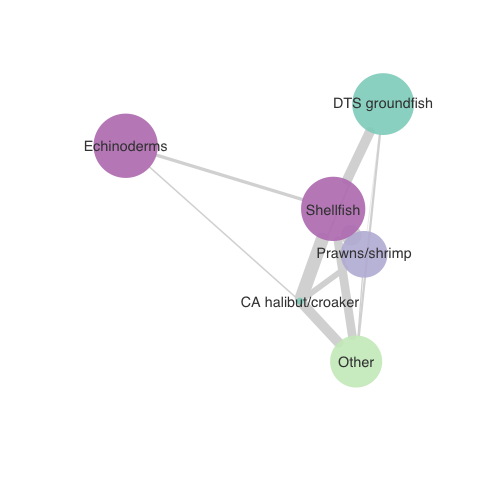 DTS groundfish
Echinoderms
Shellfish
Prawns/shrimp
CA halibut/croaker
Other